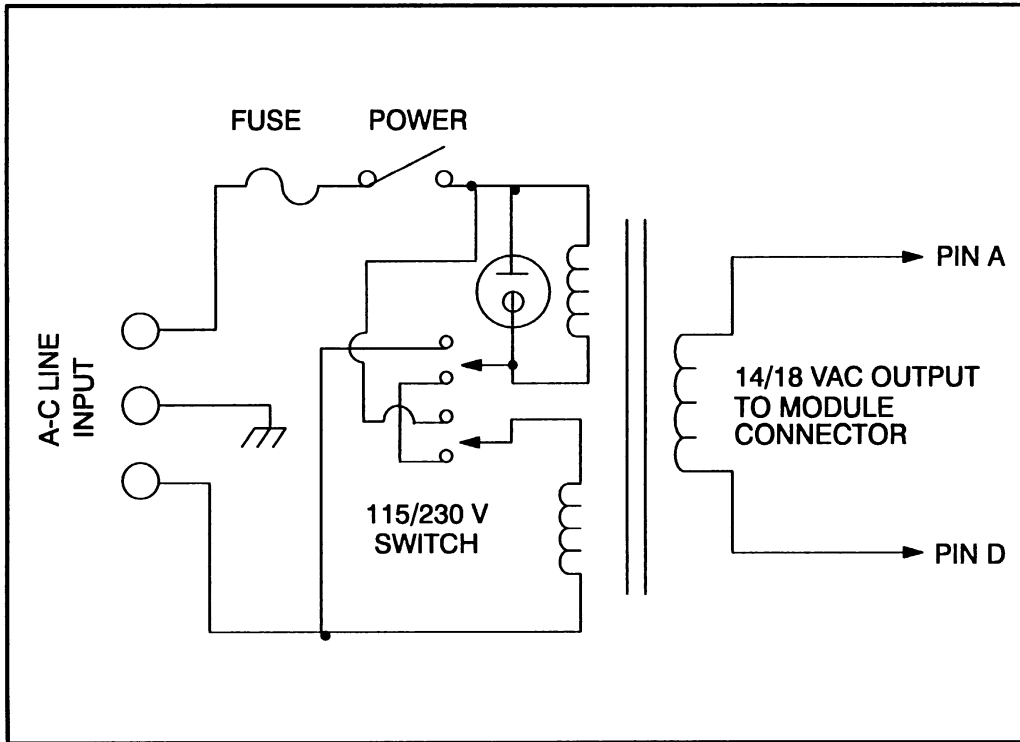 FUSE
POWER
A-C LINE
INPUT
115/230 V
SWITCH
PIN A
14/18 VAC OUTPUT
TO MODULE
CONNECTOR
PIN D